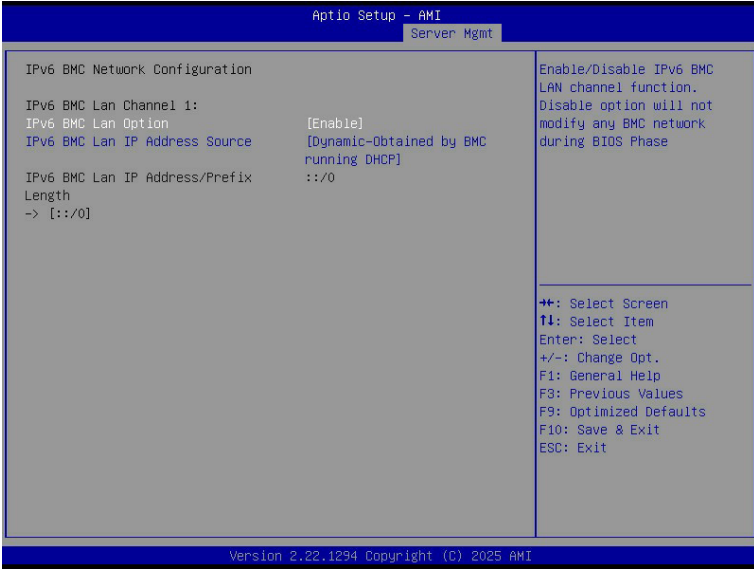 Aptio Setup – AMI
Server Mgmt
IPv6 BMC Network Configuration
IPv6 BMC Lan Channel 1:
IPv6 BMC Lan Option [Enable]
IPv6 BMC Lan IP Address Source [Dynamic-Obtained by BMC
running DHCP]
IPv6 BMC Lan IP Address/Prefix ::/0
Length
-> [::/0]
Enable/Disable IPv6 BMC
LAN channel function.
Disable option will not
modify any BMC network
during BIOS Phase
→←: Select Screen
↑↓: Select Item
Enter: Select
+/-: Change Opt.
F1: General Help
F3: Previous Values
F9: Optimized Defaults
F10: Save & Exit
ESC: Exit
Version 2.22.1294 Copyright (C) 2025 AMI